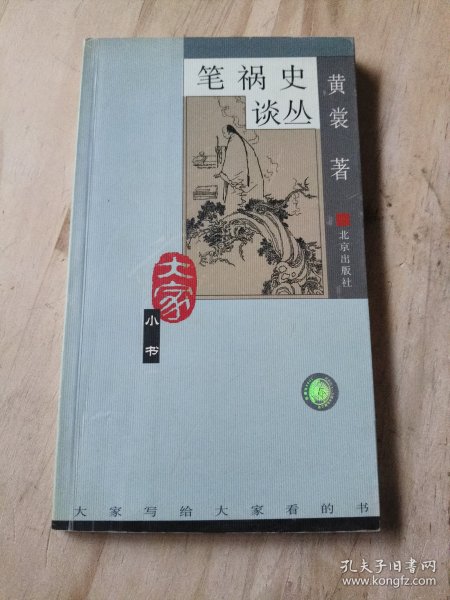 笔祸史
谈丛
黄裳 著
北京出版社
大家
小书
大家写给大家看的书
孔夫子旧书网
www.kongfz.com